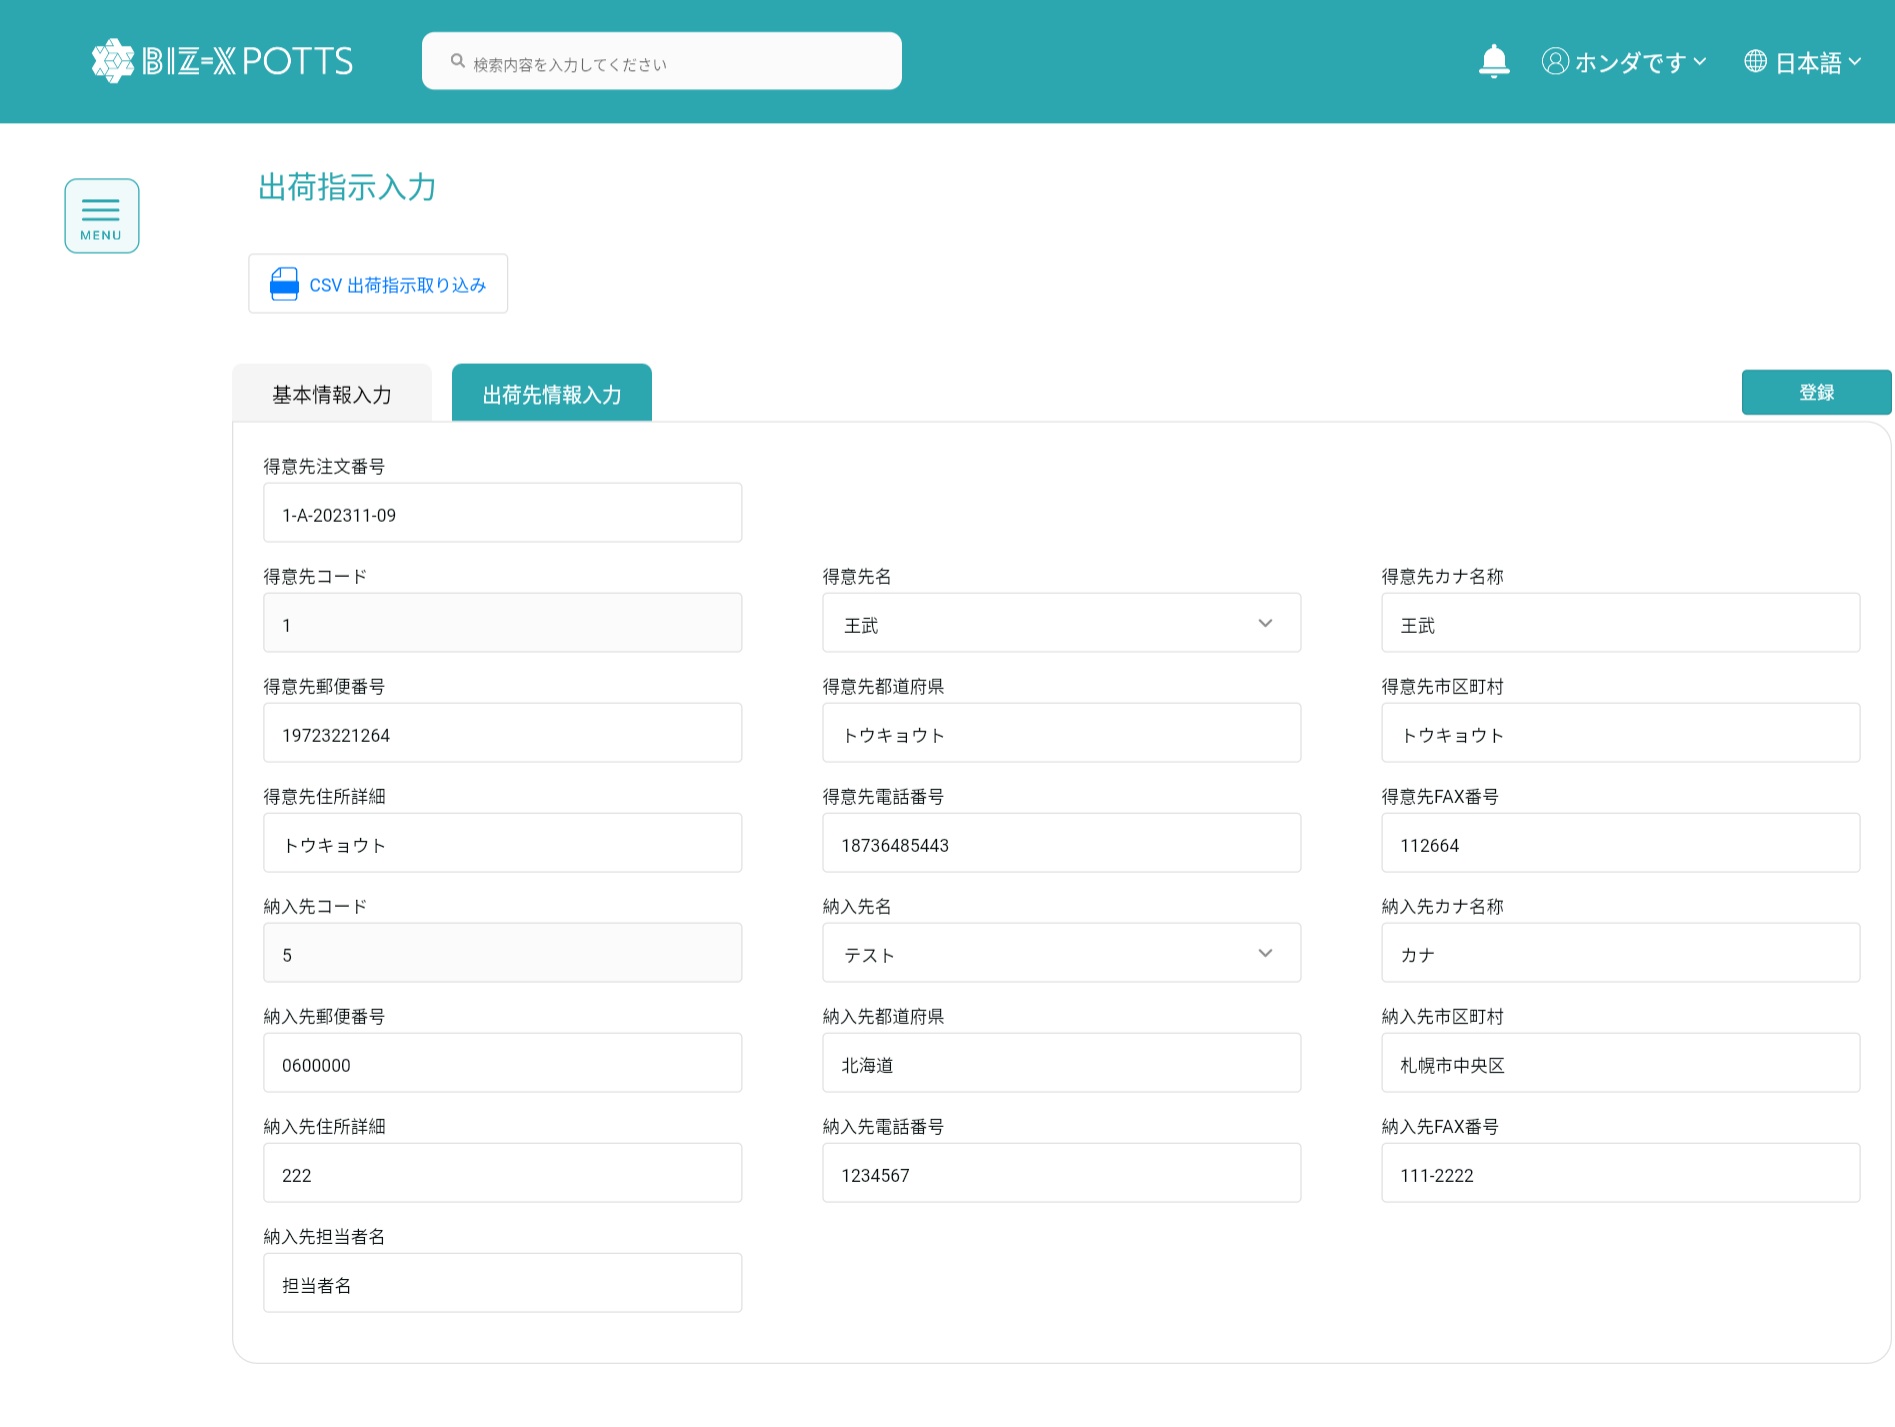 BIZ=X POTTS
検索内容を入力してください
ホンダです
日本語
MENU
出荷指示入力
CSV 出荷指示取り込み
基本情報入力
出荷先情報入力
登録
得意先注文番号
1-A-202311-09
得意先コード
得意先名
得意先カナ名称
1
王武
王武
得意先郵便番号
得意先都道府県
得意先市区町村
19723221264
トウキョウト
トウキョウト
得意先住所詳細
得意先電話番号
得意先FAX番号
トウキョウト
18736485443
112664
納入先コード
納入先名
納入先カナ名称
5
テスト
カナ
納入先郵便番号
納入先都道府県
納入先市区町村
0600000
北海道
札幌市中央区
納入先住所詳細
納入先電話番号
納入先FAX番号
222
1234567
111-2222
納入先担当者名
担当者名